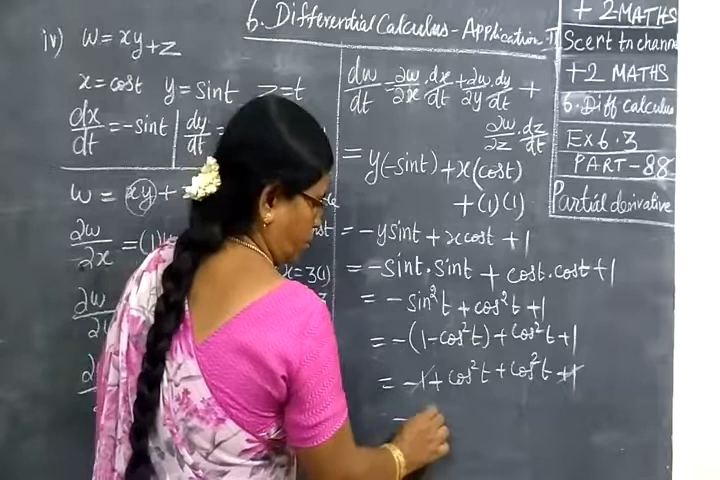 6. Differential Calculus - Application - II
iv) w = xy + z
x = cost y = sint z = t
dx/dt = -sint | dy/dt =
w = xy +
∂w/∂x = (1)
x = 3(1)
∂w
dw/dt = ∂w/∂x . dx/dt + ∂w/∂y . dy/dt +
∂w/∂z . dz/dt
= y(-sint) + x(cost)
+ (1)(1)
= -ysint + xcost + 1
= -sint.sint + cost.cost + 1
= -sin²t + cos²t + 1
= -(1-cos²t) + cos²t + 1
= -1 + cos²t + cos²t + 1
+ 2 MATHS
Scert tn channel
+2 MATHS
6. Diff calculus
Ex 6.3
PART - 88
Partial derivative